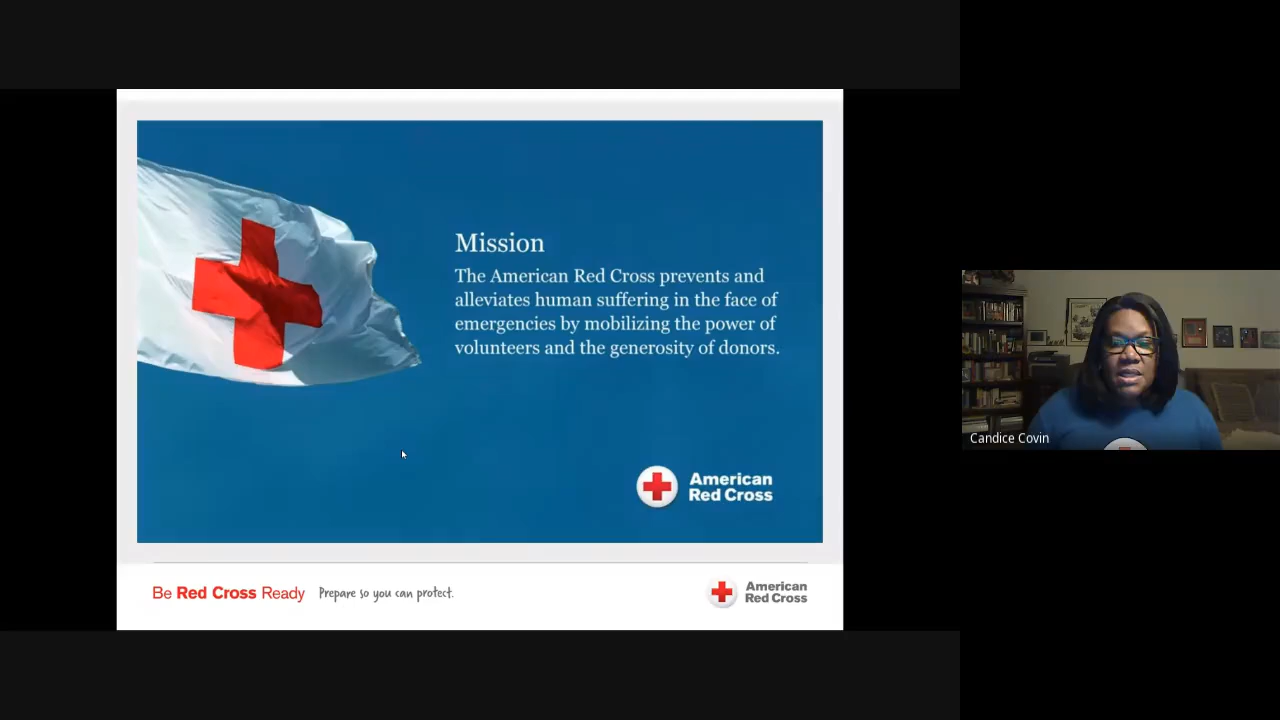 Mission
The American Red Cross prevents and
alleviates human suffering in the face of
emergencies by mobilizing the power of
volunteers and the generosity of donors.
American
Red Cross
Be Red Cross Ready Prepare so you can protect.
American
Red Cross
Candice Covin